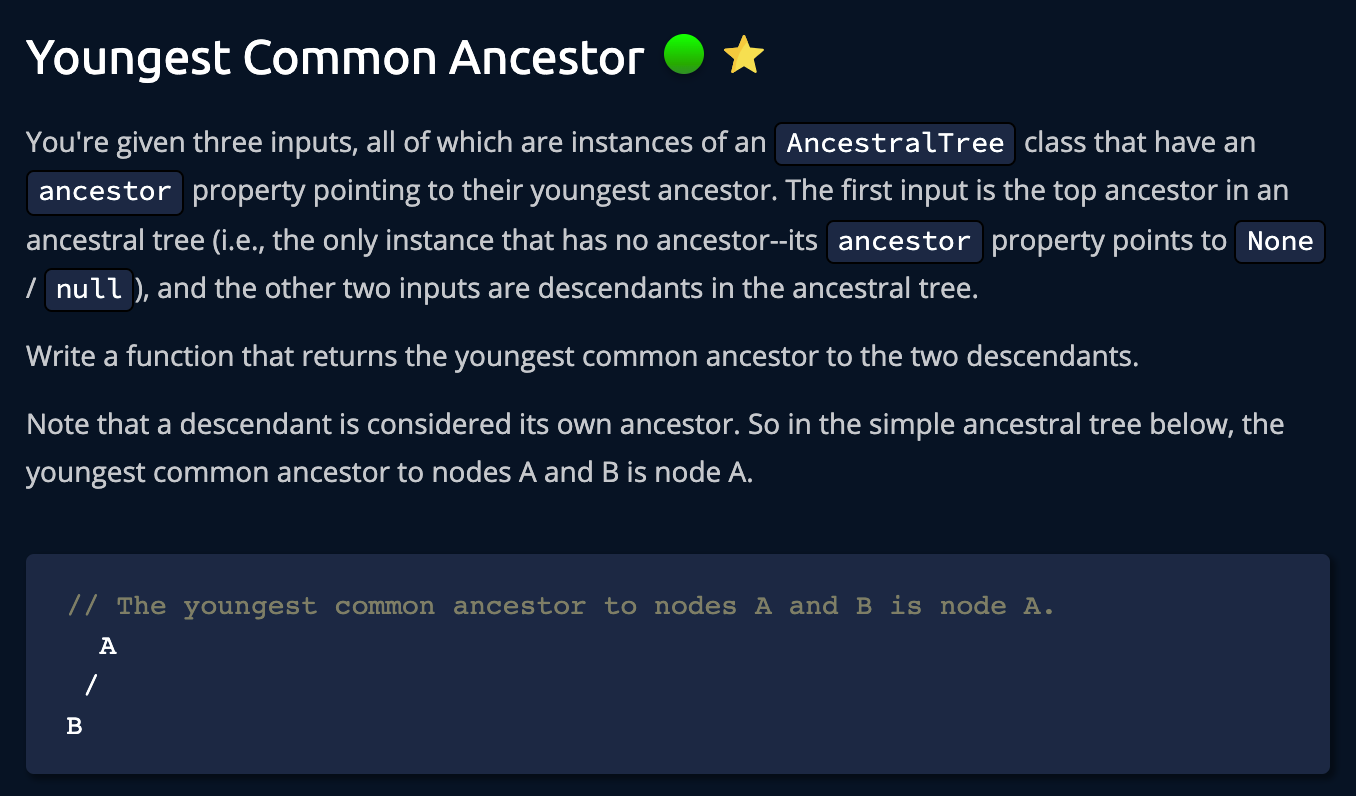 Youngest Common Ancestor
You're given three inputs, all of which are instances of an AncestralTree class that have an
ancestor property pointing to their youngest ancestor. The first input is the top ancestor in an
ancestral tree (i.e., the only instance that has no ancestor--its ancestor property points to None
/ null), and the other two inputs are descendants in the ancestral tree.
Write a function that returns the youngest common ancestor to the two descendants.
Note that a descendant is considered its own ancestor. So in the simple ancestral tree below, the
youngest common ancestor to nodes A and B is node A.
// The youngest common ancestor to nodes A and B is node A.
A
/
B